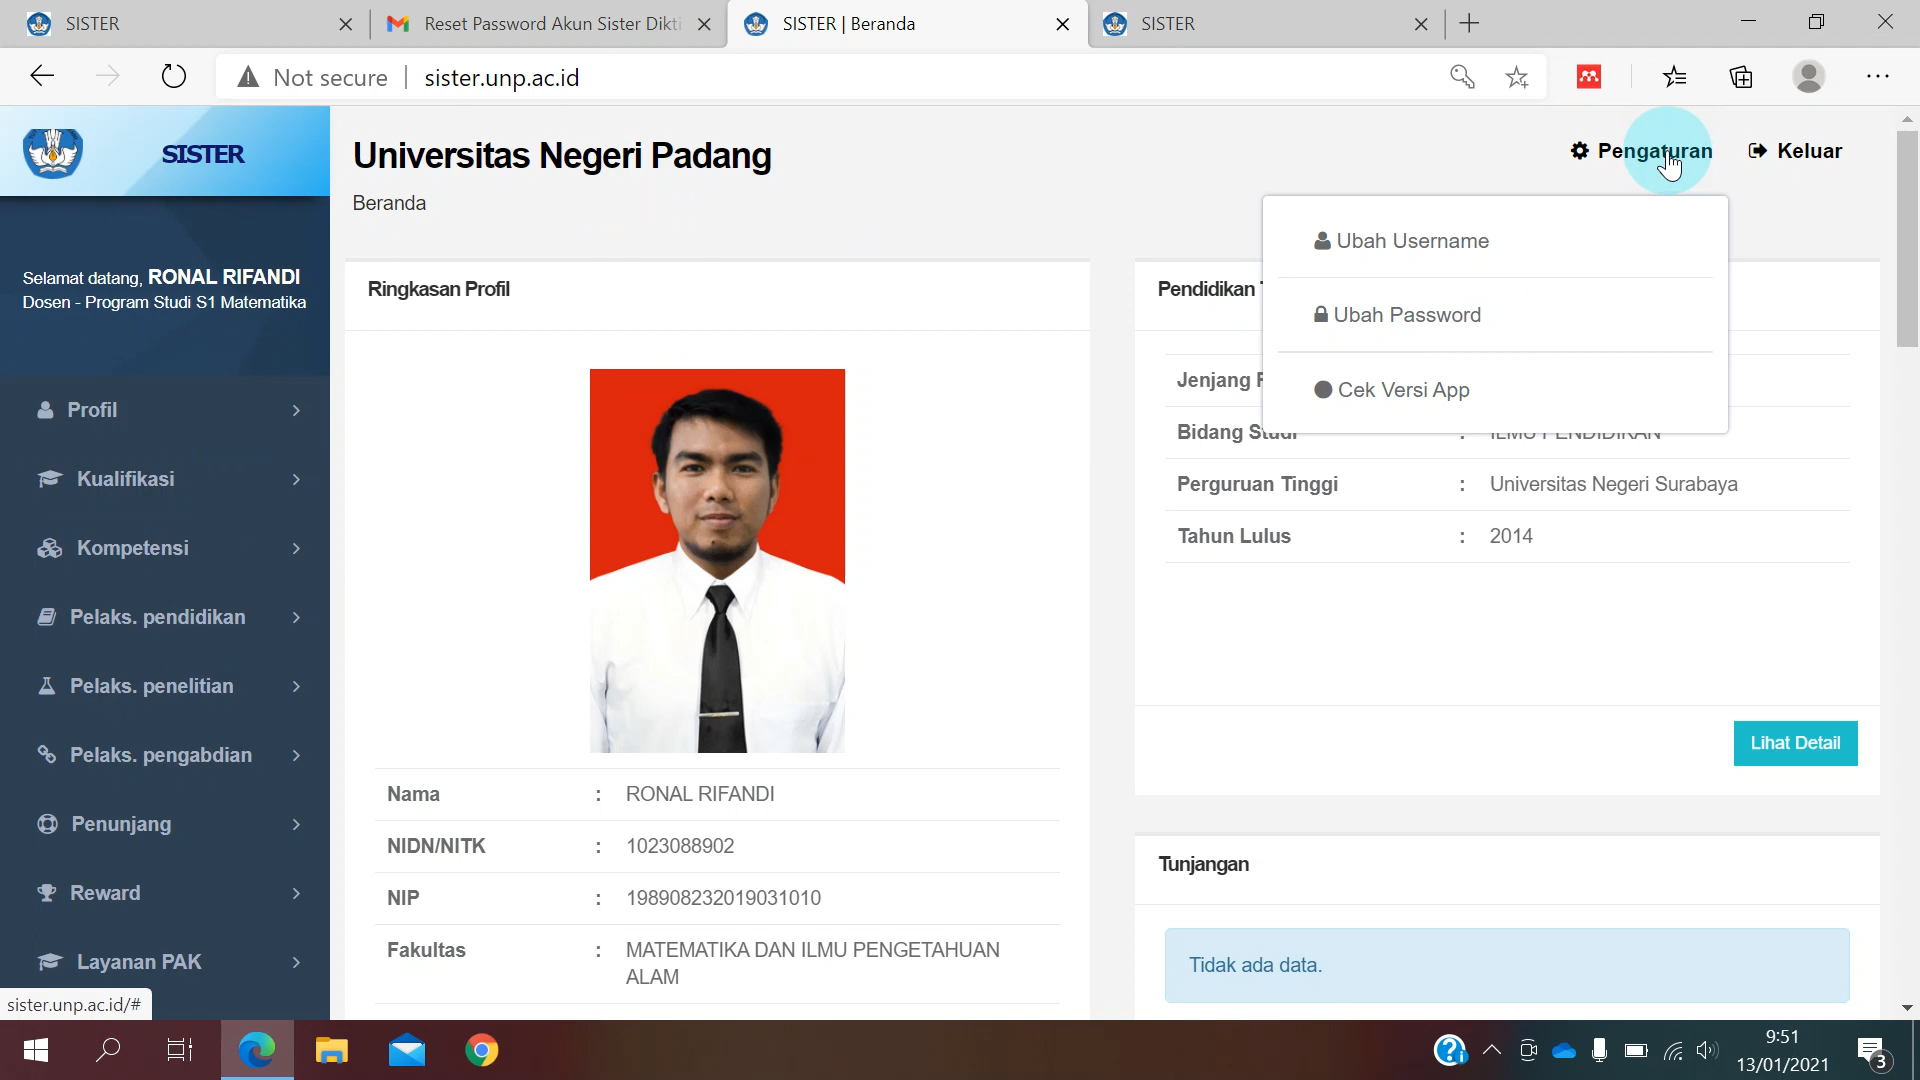 SISTER
Reset Password Akun Sister Dikti
SISTER | Beranda
SISTER
Not secure
sister.unp.ac.id
SISTER
Universitas Negeri Padang
Beranda
Pengaturan
Keluar
Ubah Username
Ubah Password
Cek Versi App
Selamat datang, RONAL RIFANDI
Dosen - Program Studi S1 Matematika
Profil
Kualifikasi
Kompetensi
Pelaks. pendidikan
Pelaks. penelitian
Pelaks. pengabdian
Penunjang
Reward
Layanan PAK
sister.unp.ac.id/#
Ringkasan Profil
Nama : RONAL RIFANDI
NIDN/NITK : 1023088902
NIP : 198908232019031010
Fakultas : MATEMATIKA DAN ILMU PENGETAHUAN
ALAM
Pendidikan
Jenjang
Bidang Studi : ILMU PENDIDIKAN
Perguruan Tinggi : Universitas Negeri Surabaya
Tahun Lulus : 2014
Lihat Detail
Tunjangan
Tidak ada data.
9:51
13/01/2021
3